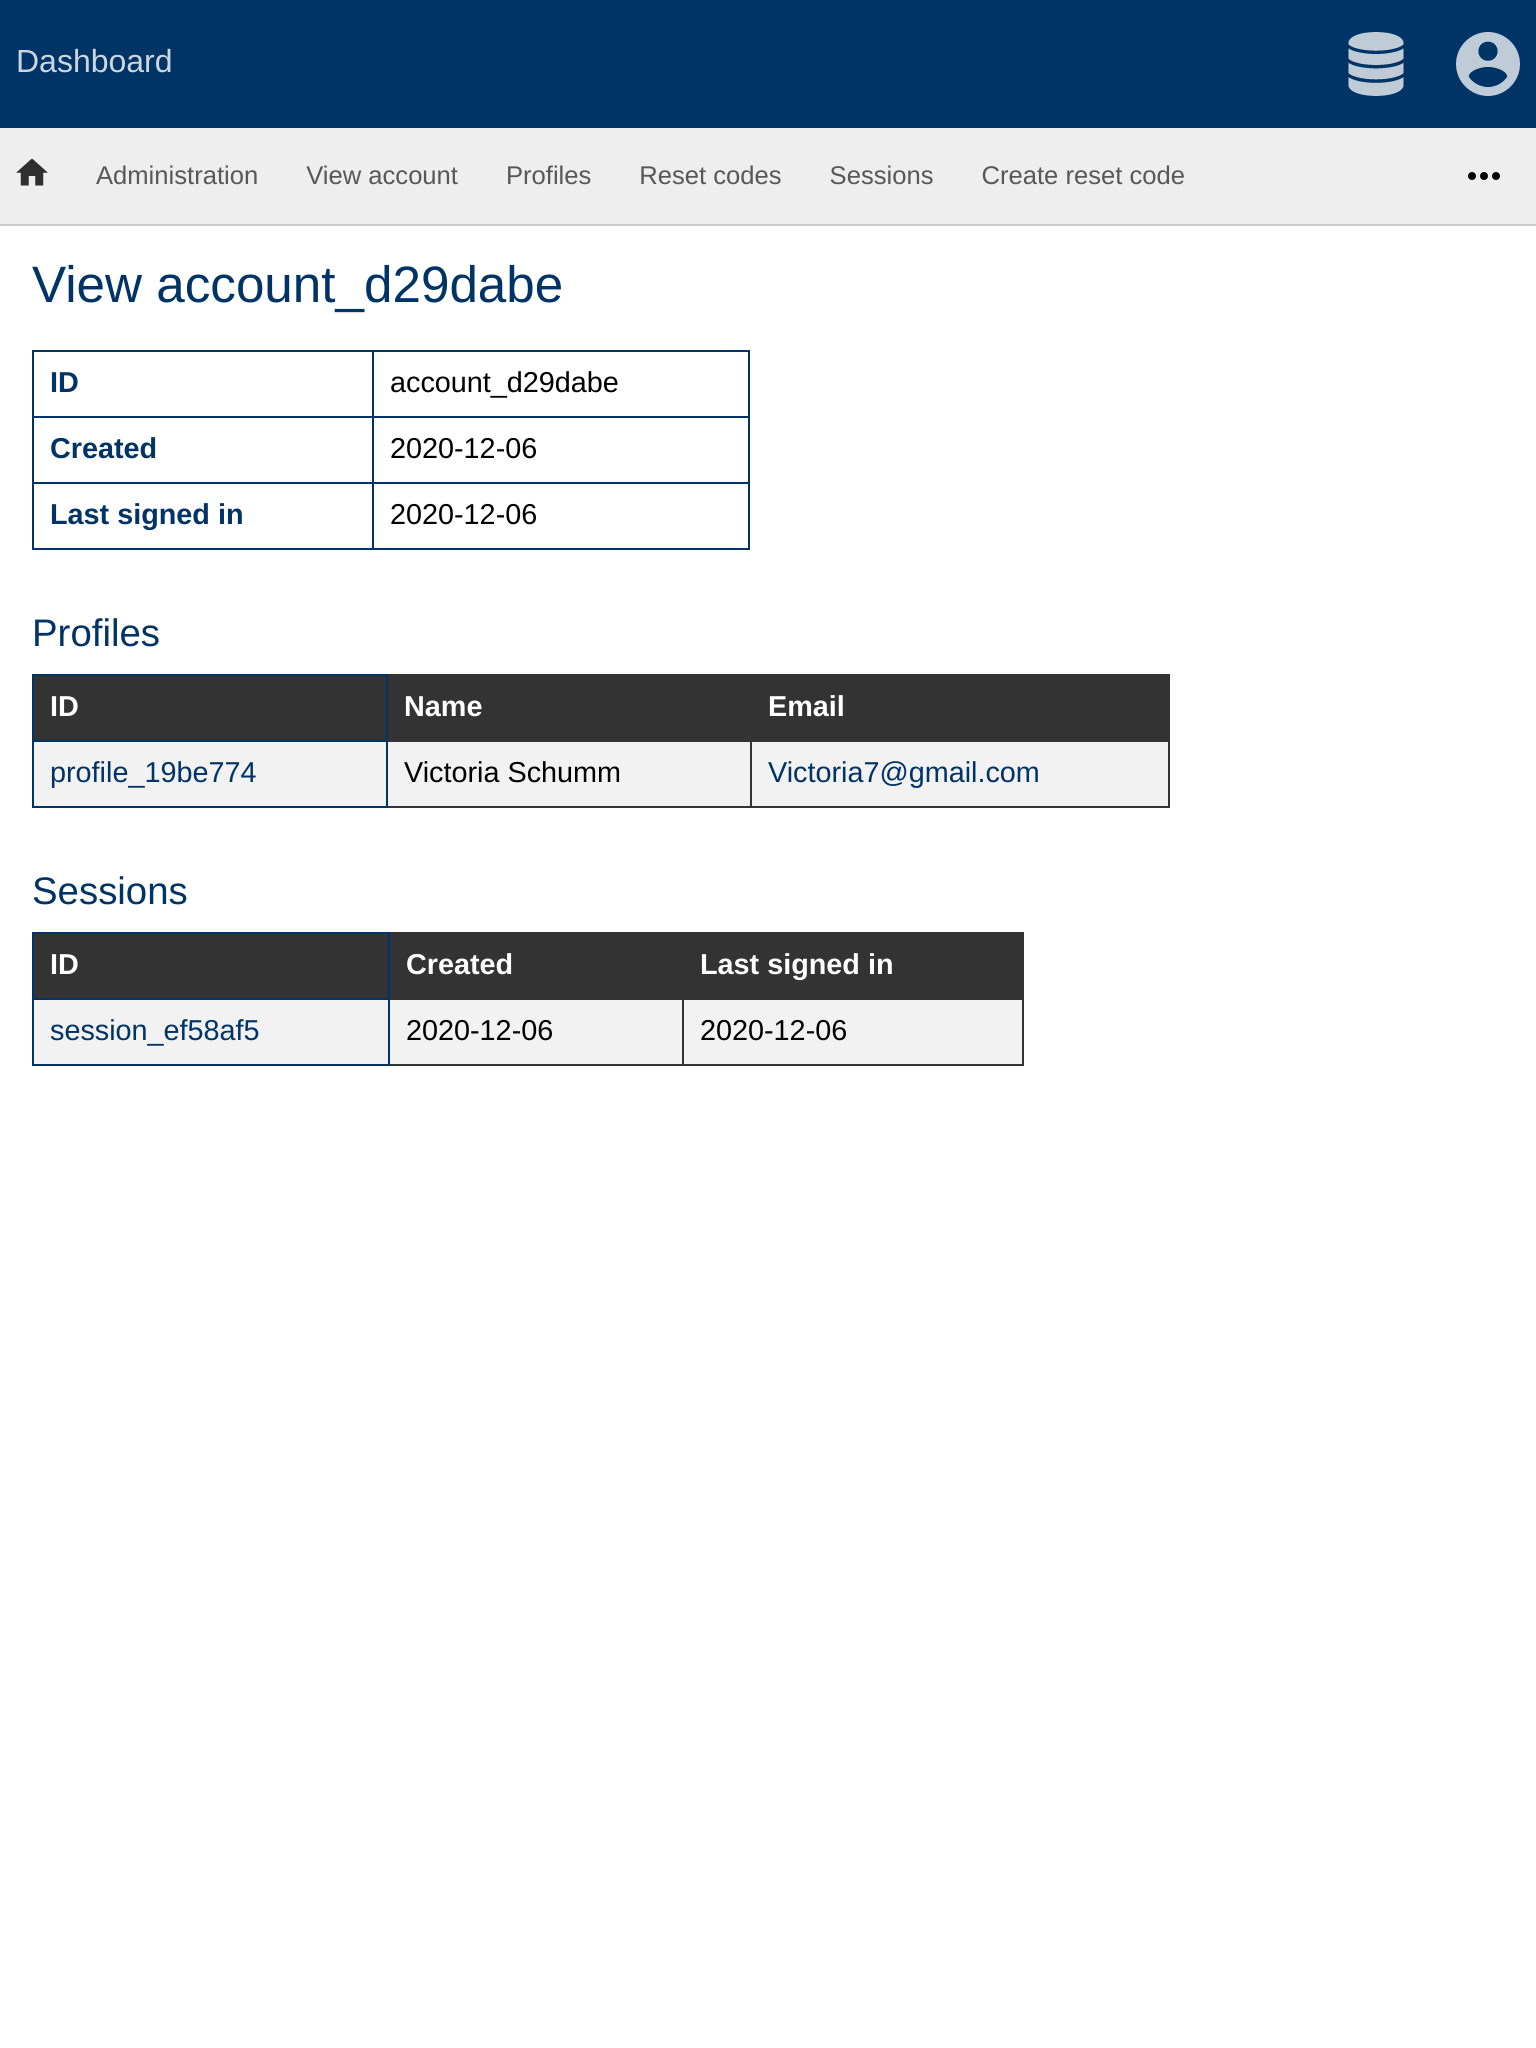 Dashboard
Administration View account Profiles Reset codes Sessions Create reset code
View account_d29dabe
ID account_d29dabe
Created 2020-12-06
Last signed in 2020-12-06
Profiles
ID Name Email
profile_19be774 Victoria Schumm Victoria7@gmail.com
Sessions
ID Created Last signed in
session_ef58af5 2020-12-06 2020-12-06